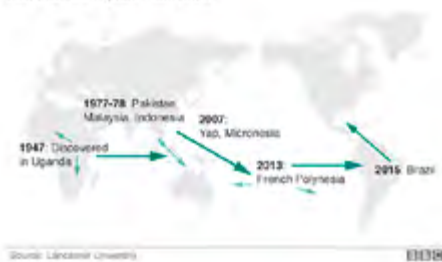 1977-78 Pakistan,
Malaysia, Indonesia
2007:
Yap, Micronesia
1947: Discovered
in Uganda
2013:
French Polynesia
2015: Brazil
Source: Lancaster University
BBC